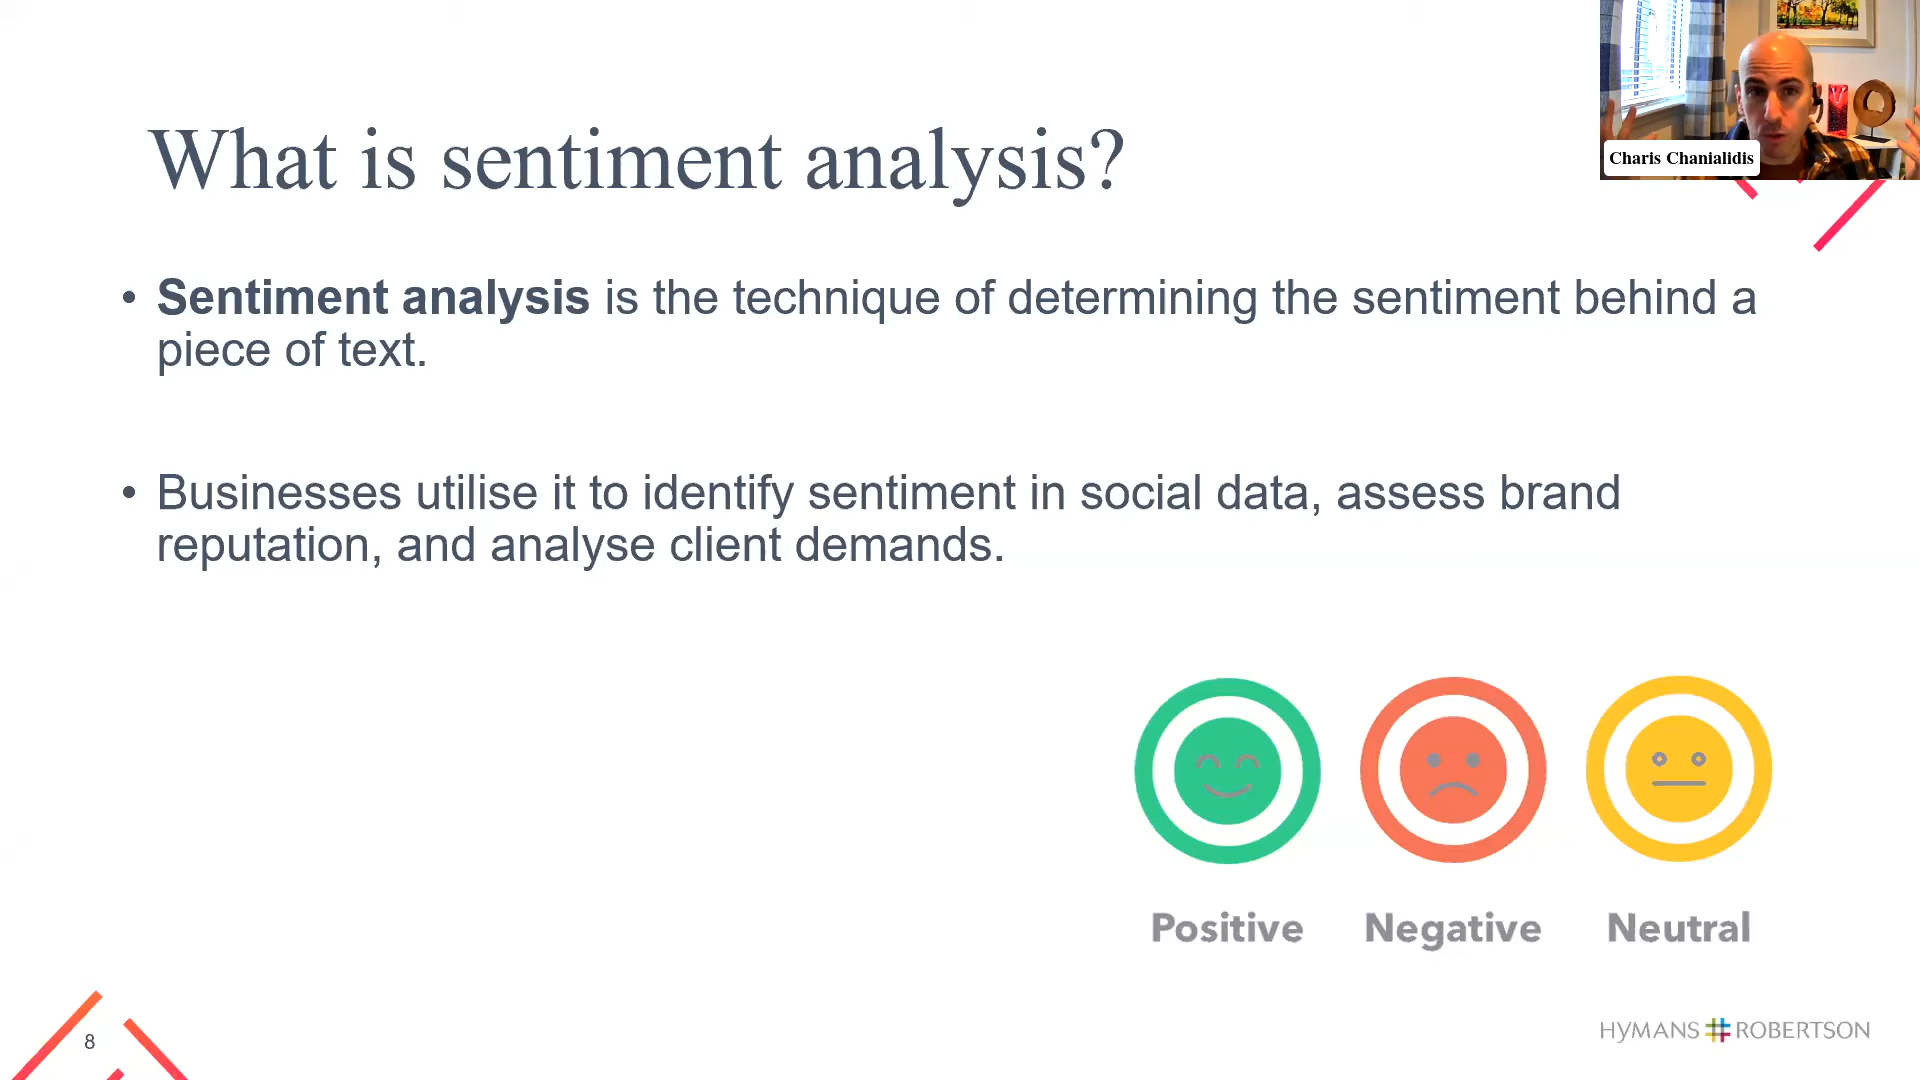 What is sentiment analysis?
Charis Chanialidis
• Sentiment analysis is the technique of determining the sentiment behind a
piece of text.
• Businesses utilise it to identify sentiment in social data, assess brand
reputation, and analyse client demands.
Positive Negative Neutral
8
HYMANS # ROBERTSON